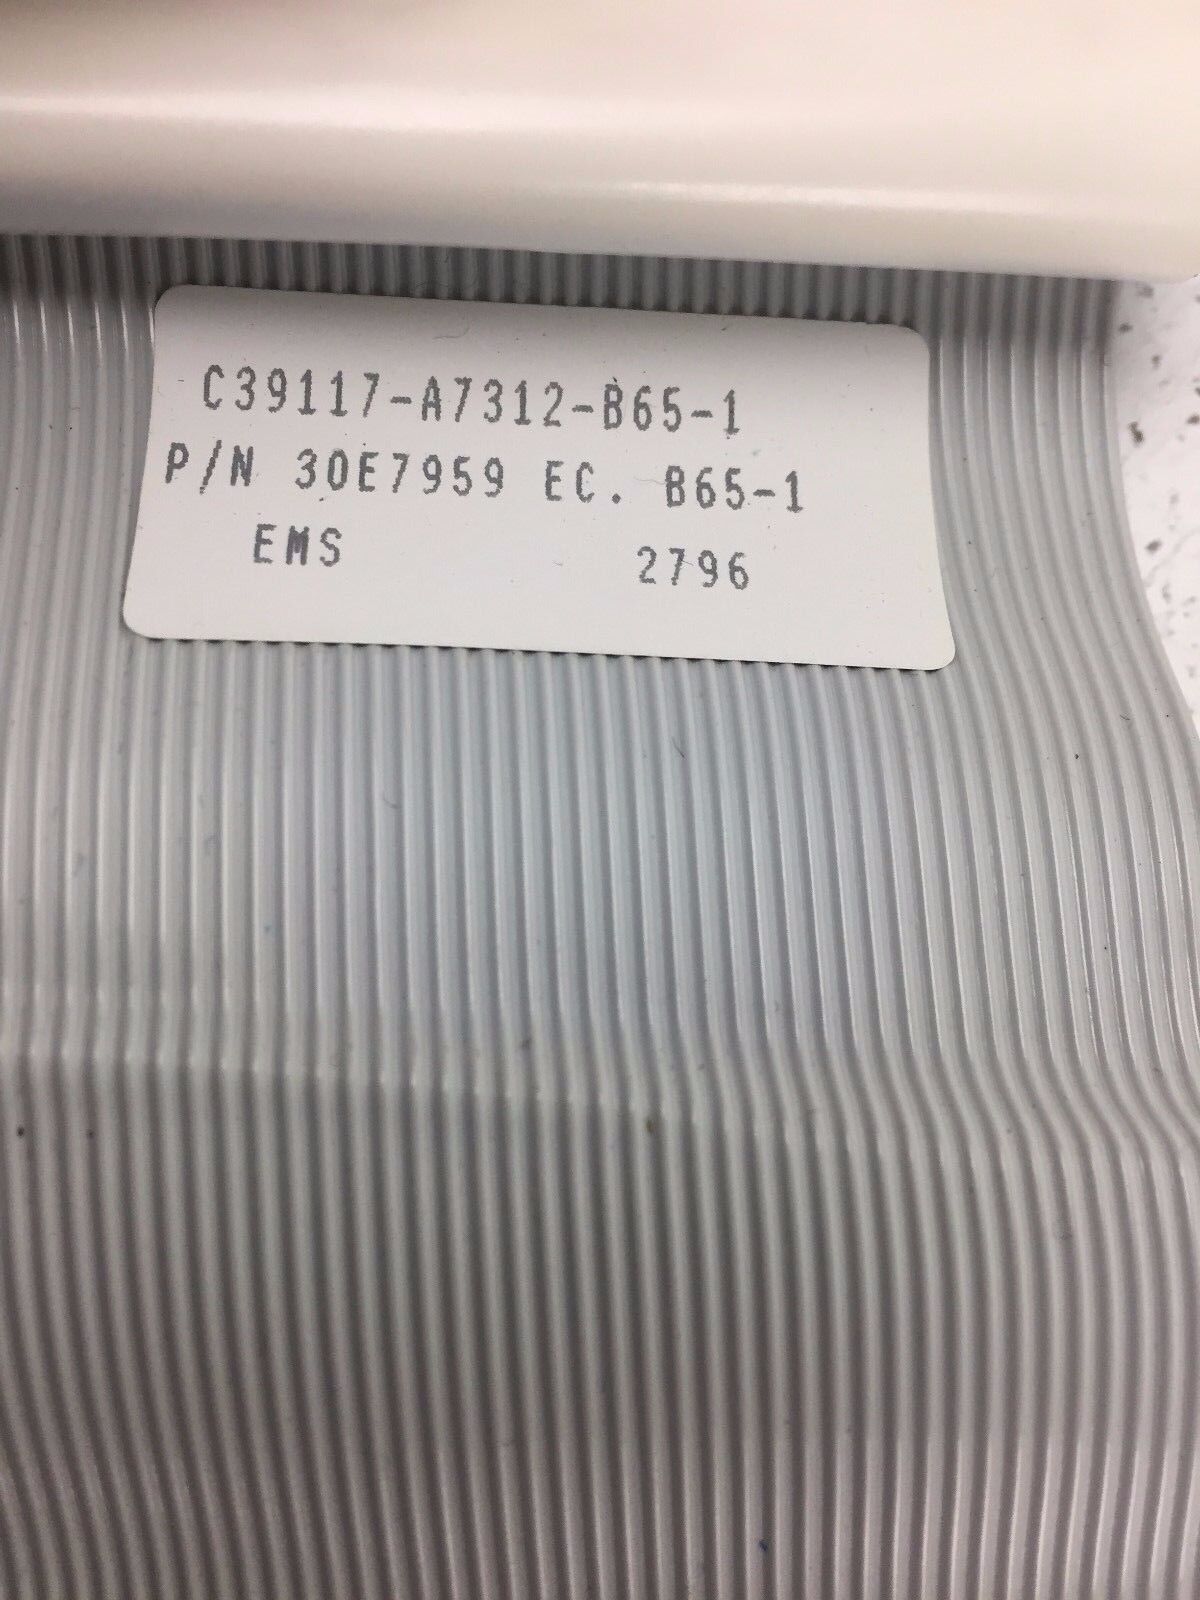 C39117-A7312-B65-1
P/N 30E7959 EC. B65-1
EMS 2796